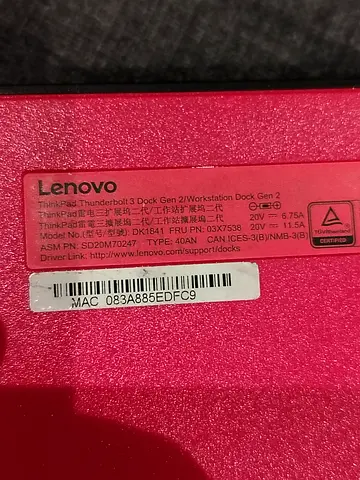 Lenovo
ThinkPad Thunderbolt 3 Dock Gen 2/Workstation Dock Gen 2
ThinkPad雷电三扩展坞二代/工作站扩展坞二代
ThinkPad雷電三擴展塢二代/工作站擴展塢二代
20V 6.75A
Model No.(型号/型號): DK1841 FRU PN: 03X7538
20V 11.5A
ASM PN: SD20M70247 TYPE: 40AN CAN ICES-3(B)/NMB-3(B)
Driver Link: http://www.lenovo.com/support/docks
TÜVRheinland
CERTIFIED
MAC 083A885EDFC9